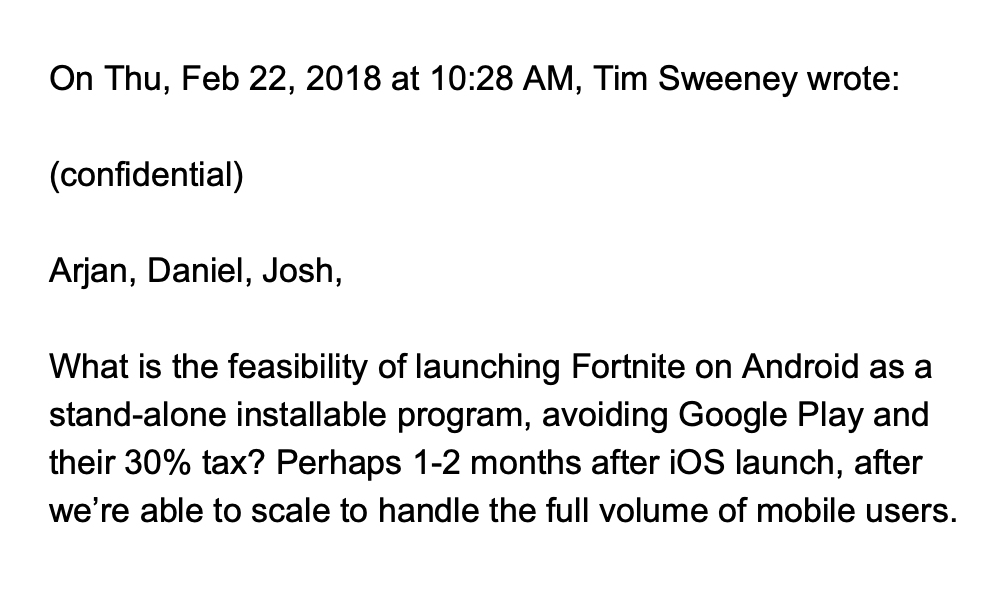 On Thu, Feb 22, 2018 at 10:28 AM, Tim Sweeney wrote:
(confidential)
Arjan, Daniel, Josh,
What is the feasibility of launching Fortnite on Android as a
stand-alone installable program, avoiding Google Play and
their 30% tax? Perhaps 1-2 months after iOS launch, after
we’re able to scale to handle the full volume of mobile users.